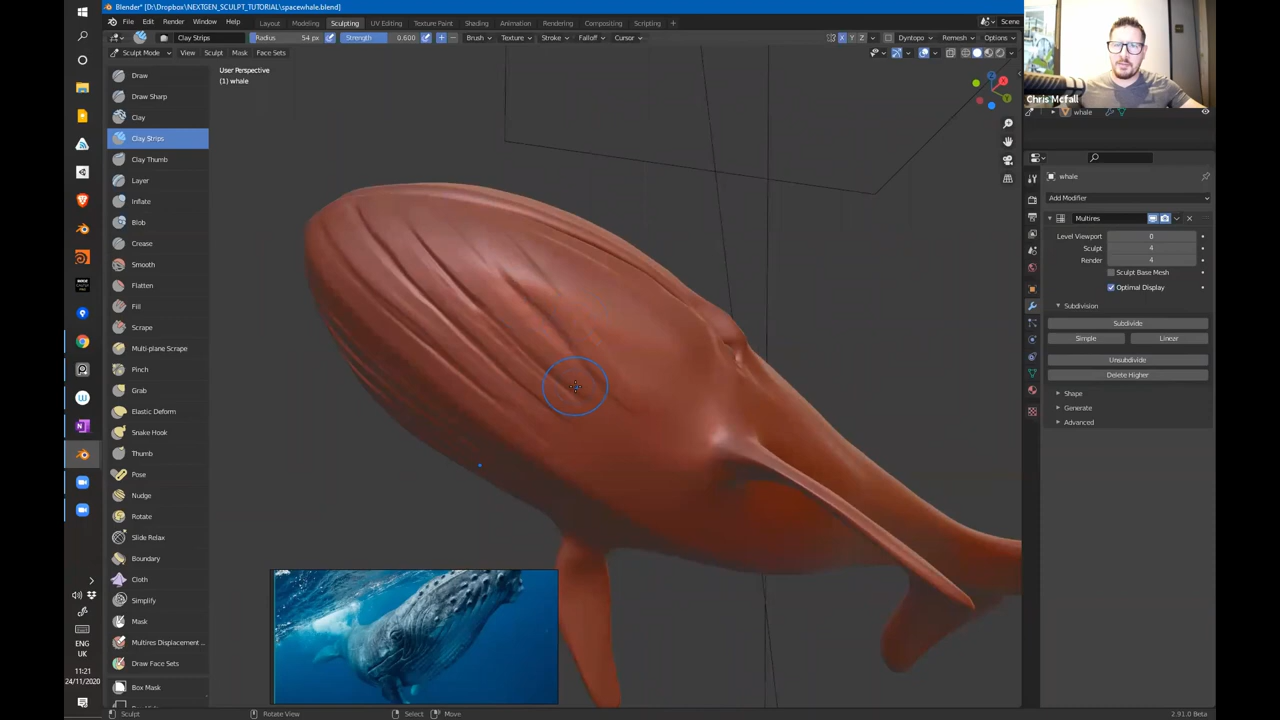 Blender* [D:\Dropbox\NEXTGEN_SCULPT_TUTORIAL\spacewhale.blend]
File Edit Render Window Help Layout Modeling Sculpting UV Editing Texture Paint Shading Animation Rendering Compositing Scripting + Scene
Clay Strips Radius 54 px Strength 0.600 Brush Texture Stroke Falloff Cursor X Y Z Dyntopo Remesh Options
Sculpt Mode View Sculpt Mask Face Sets
User Perspective
(1) whale
Draw
Draw Sharp
Clay
Clay Strips
Clay Thumb
Layer
Inflate
Blob
Crease
Smooth
Flatten
Fill
Scrape
Multi-plane Scrape
Pinch
Grab
Elastic Deform
Snake Hook
Thumb
Pose
Nudge
Rotate
Slide Relax
Boundary
Cloth
Simplify
Mask
Multires Displacement ...
Draw Face Sets
Box Mask
Z
X
Y
Chris Mcfall
whale
whale
Add Modifier
Multires
Level Viewport 0
Sculpt 4
Render 4
Sculpt Base Mesh
Optimal Display
Subdivision
Subdivide
Simple Linear
Unsubdivide
Delete Higher
Shape
Generate
Advanced
ENG
UK
11:21
24/11/2020
Sculpt Rotate View Select Move 2.91.0 Beta